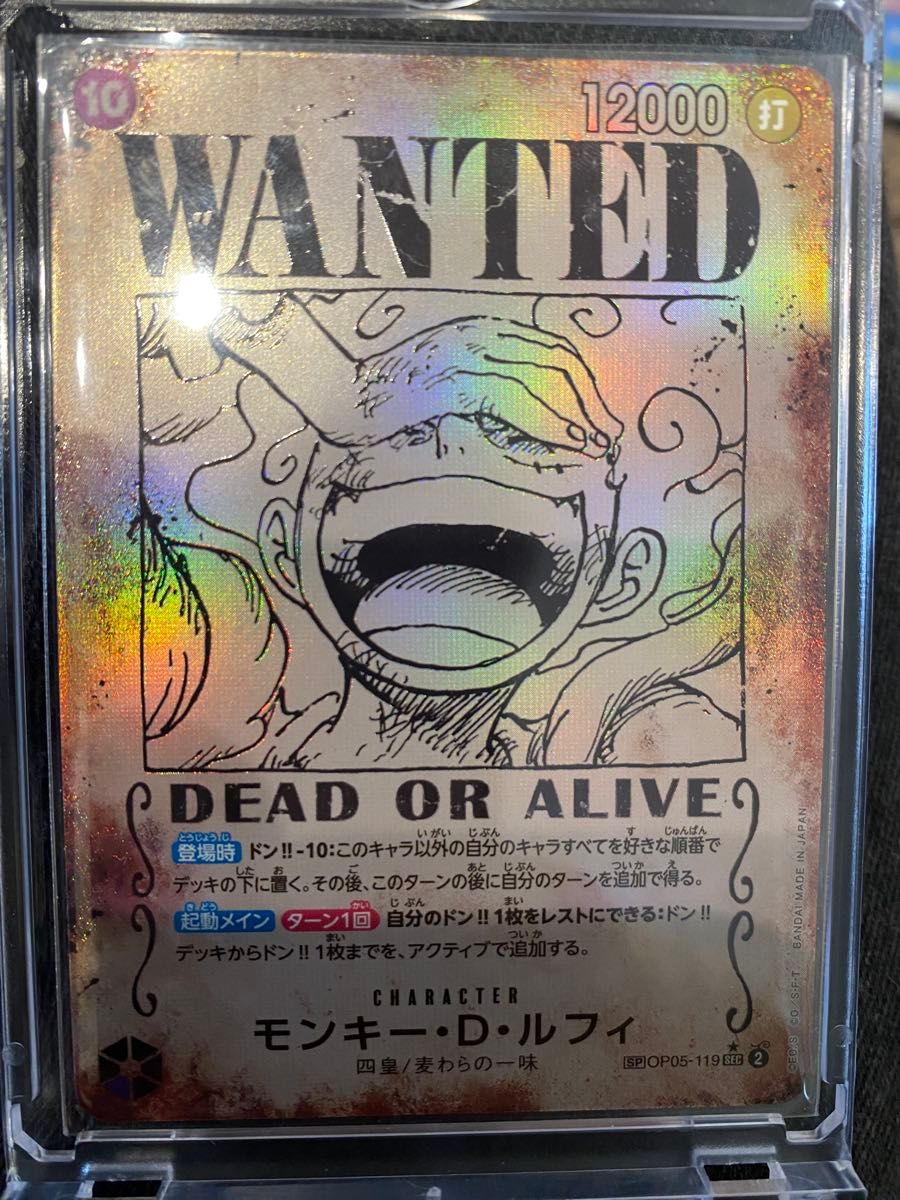 10
12000
打
WANTED
DEAD OR ALIVE
登場時 ドン!!-10:このキャラ以外の自分のキャラすべてを好きな順番で
デッキの下に置く。その後、このターンの後に自分のターンを追加で得る。
起動メイン ターン1回 自分のドン!!1枚をレストにできる:ドン!!
デッキからドン!!1枚までを、アクティブで追加する。
CHARACTER
モンキー・D・ルフィ
四皇/麦わらの一味
SP OP05-119 SEC ★ 2
©EO/S ©O/S・F・T BANDAI MADE IN JAPAN